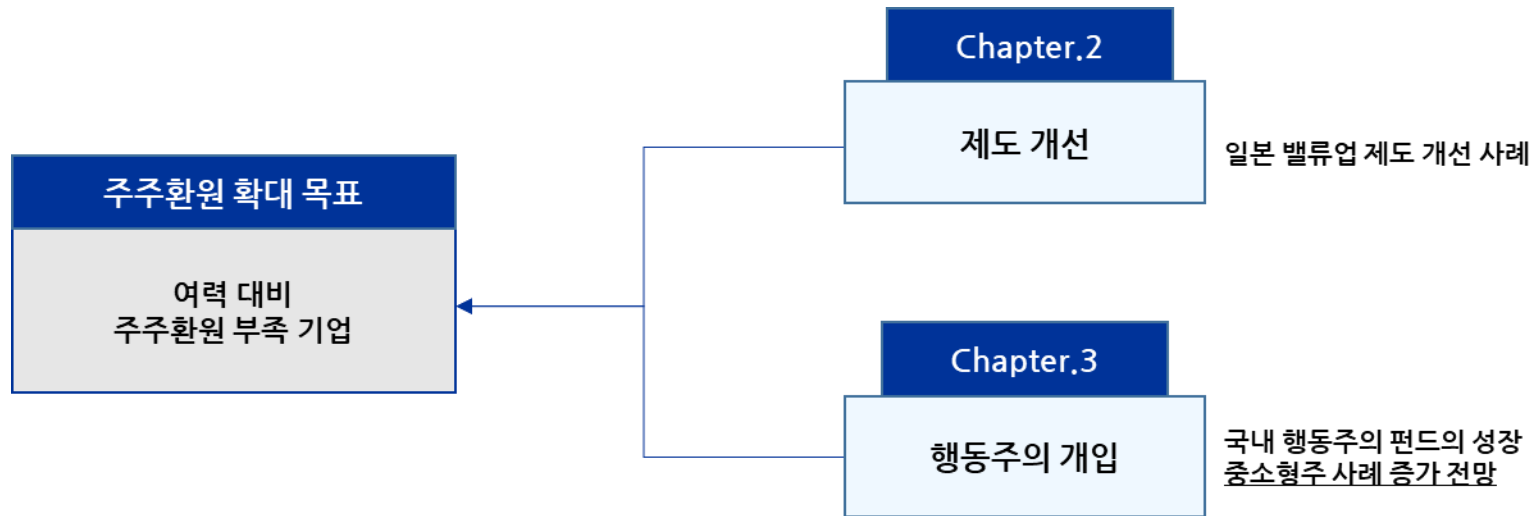 Chapter.2
제도 개선
일본 밸류업 제도 개선 사례
주주환원 확대 목표
여력 대비
주주환원 부족 기업
Chapter.3
행동주의 개입
국내 행동주의 펀드의 성장
중소형주 사례 증가 전망